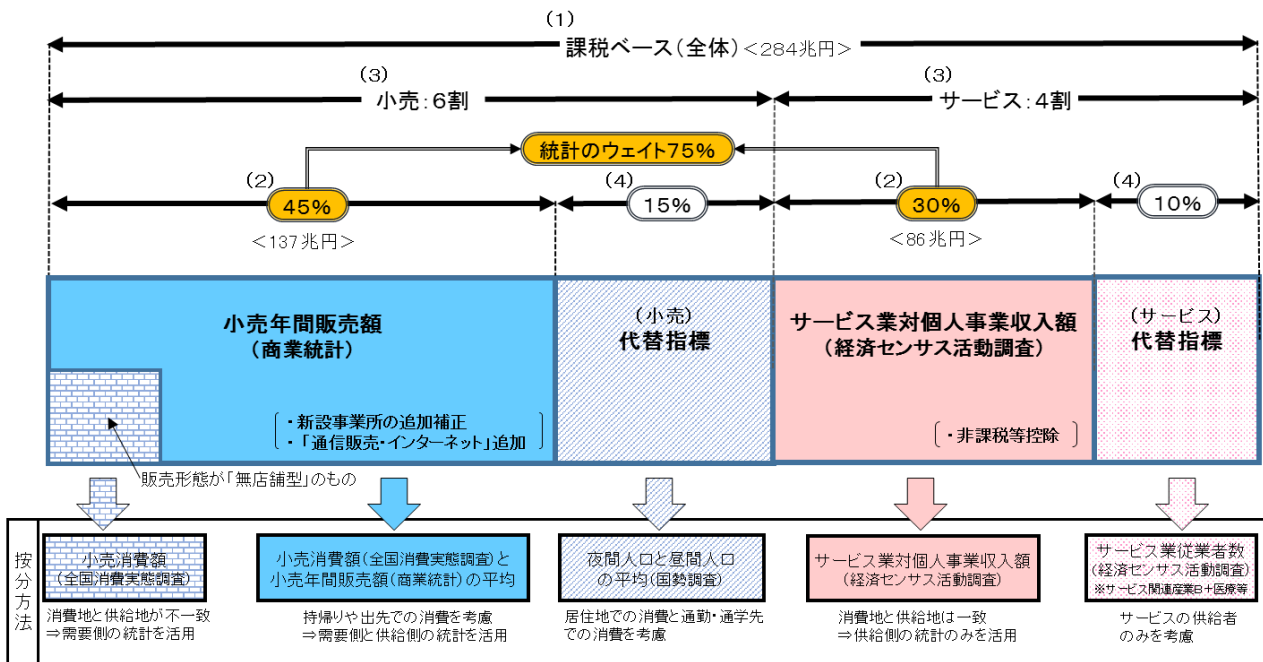 (1)
課税ベース(全体)<284兆円>
(3)
小売:6割
(3)
サービス:4割
統計のウェイト75%
(2)
45%
<137兆円>
(4)
15%
(2)
30%
<86兆円>
(4)
10%
小売年間販売額
(商業統計)
・新設事業所の追加補正
・「通信販売・インターネット」追加
販売形態が「無店舗型」のもの
(小売)
代替指標
サービス業対個人事業収入額
(経済センサス活動調査)
・非課税等控除
(サービス)
代替指標
按分方法
小売消費額
(全国消費実態調査)
消費地と供給地が不一致
⇒需要側の統計を活用
小売消費額(全国消費実態調査)と
小売年間販売額(商業統計)の平均
持帰りや出先での消費を考慮
⇒需要側と供給側の統計を活用
夜間人口と昼間人口
の平均(国勢調査)
居住地での消費と通勤・通学先
での消費を考慮
サービス業対個人事業収入額
(経済センサス活動調査)
消費地と供給地は一致
⇒供給側の統計のみを活用
サービス業従業者数
(経済センサス活動調査)
※サービス関連産業B+医療等
サービスの供給者
のみを考慮